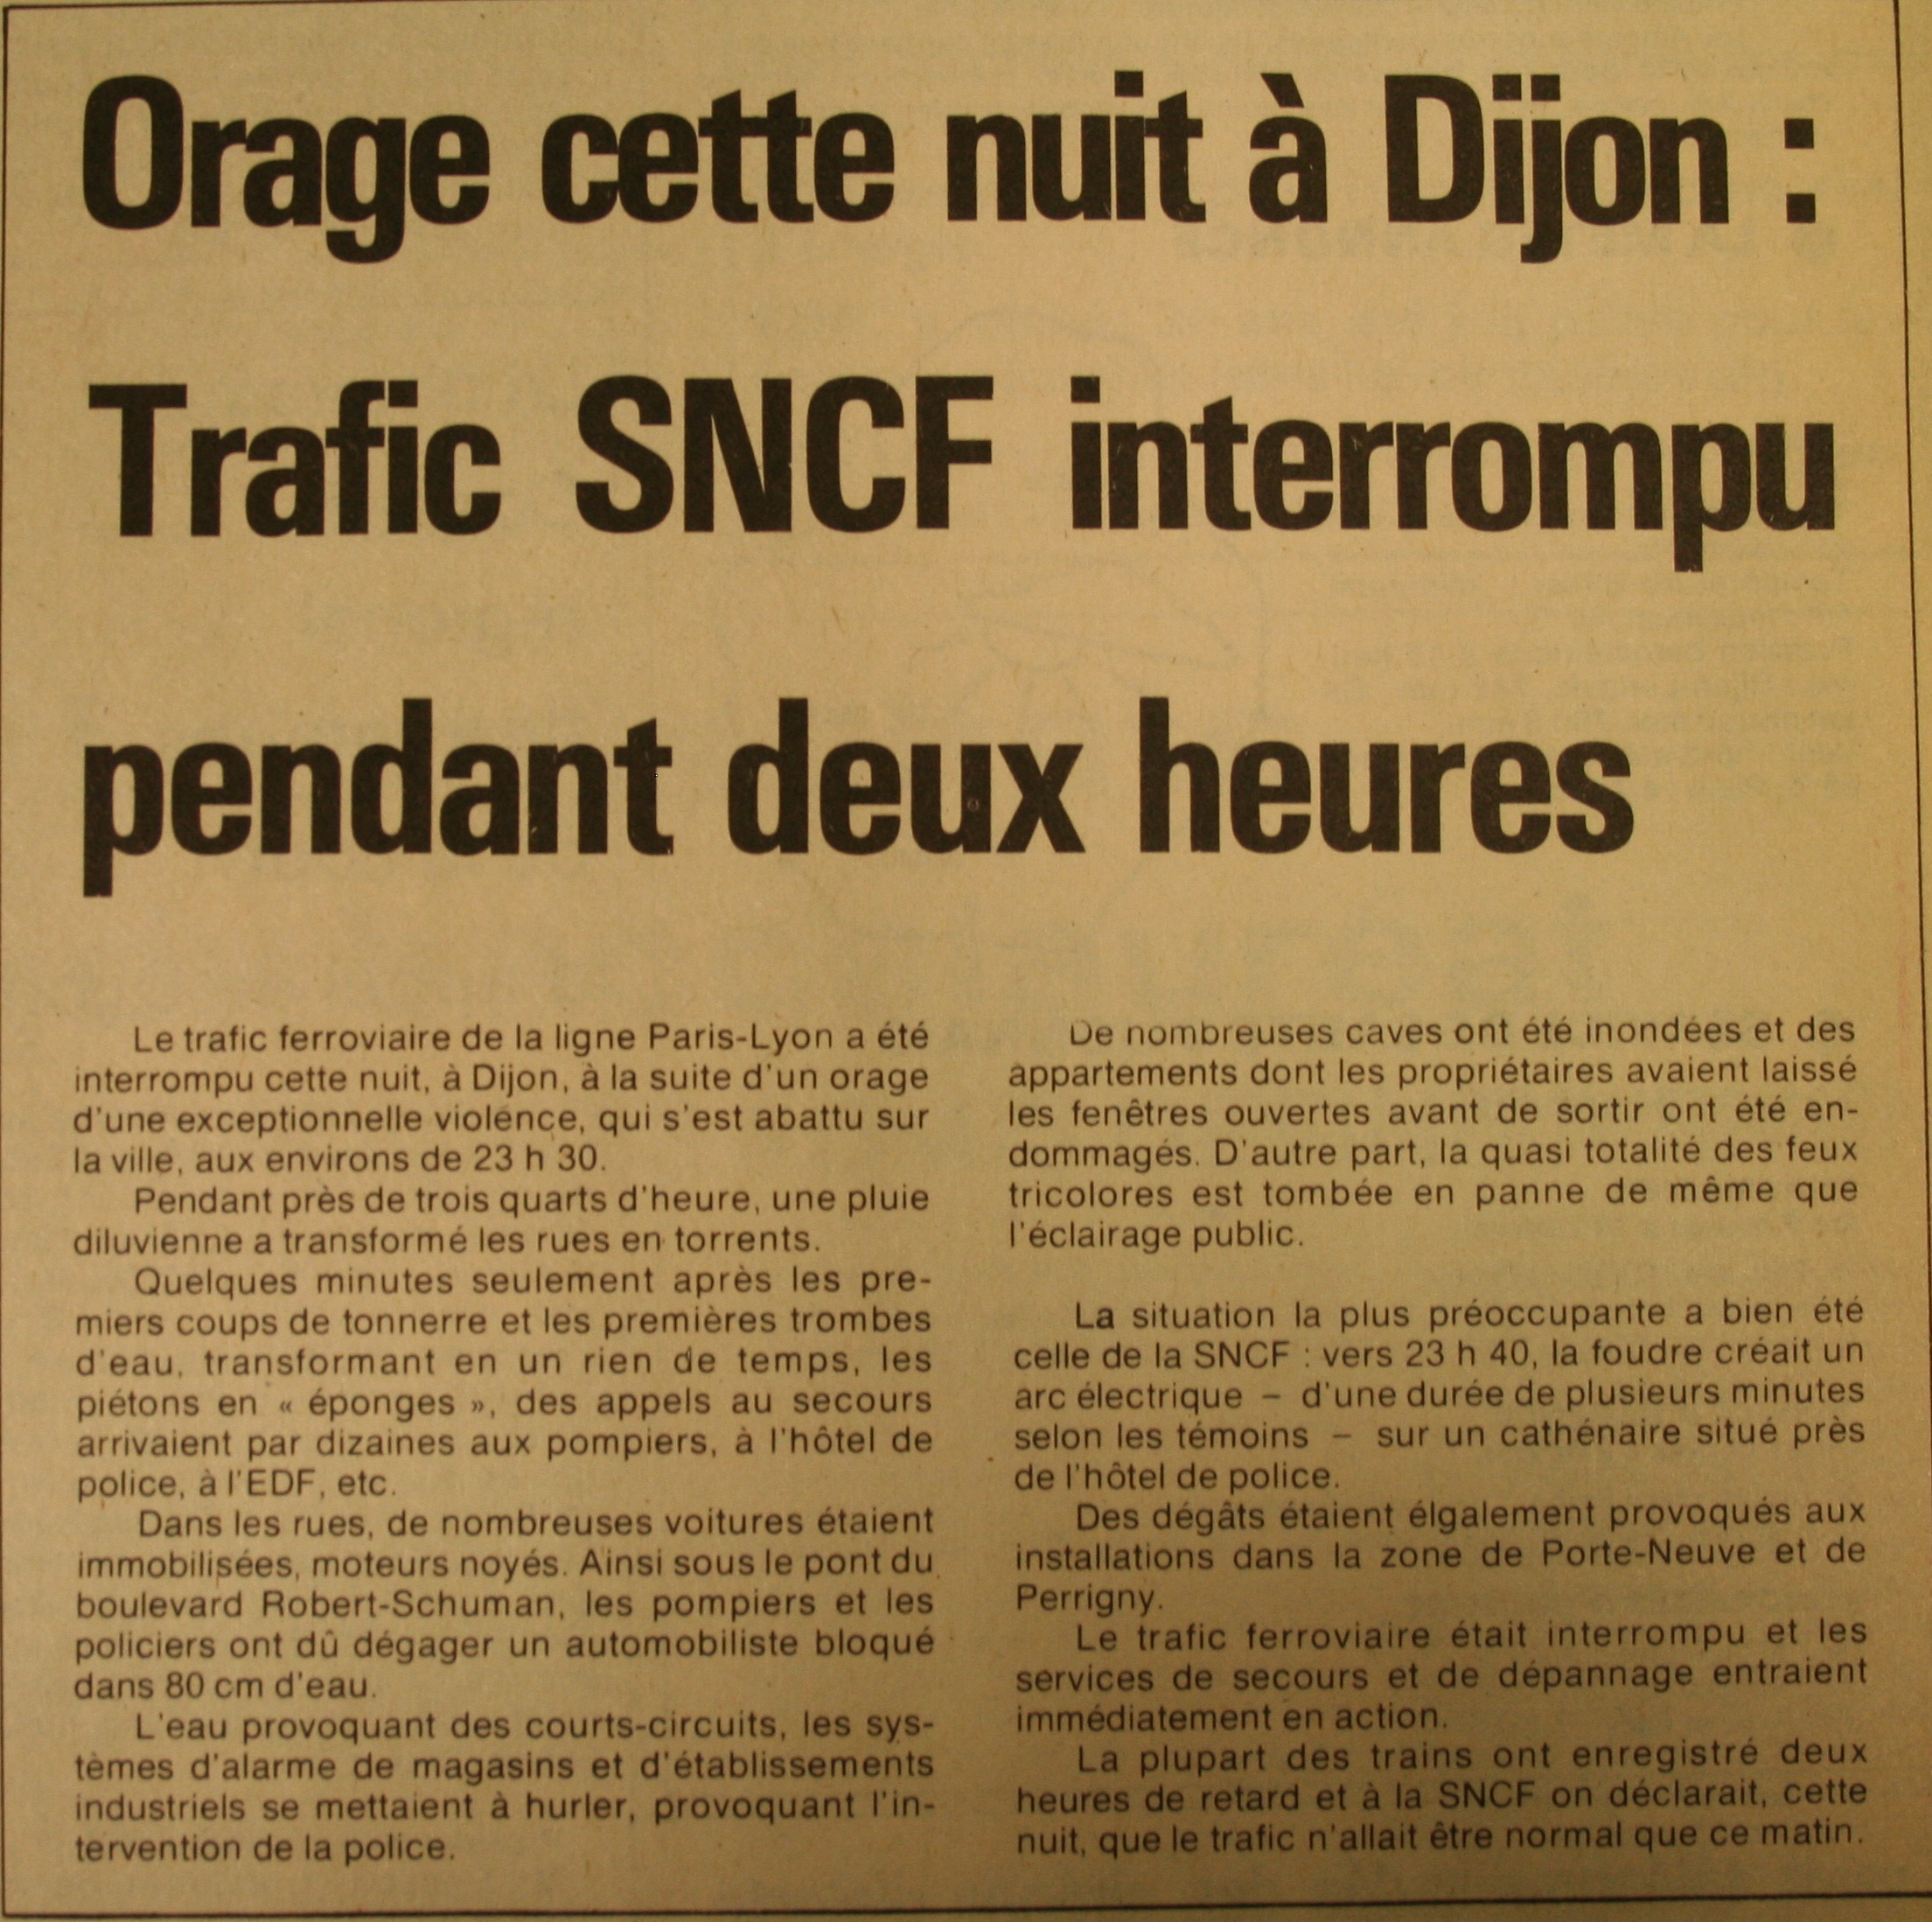 Orage cette nuit à Dijon :
Trafic SNCF interrompu
pendant deux heures
Le trafic ferroviaire de la ligne Paris-Lyon a été
interrompu cette nuit, à Dijon, à la suite d'un orage
d'une exceptionnelle violence, qui s'est abattu sur
la ville, aux environs de 23 h 30.
Pendant près de trois quarts d'heure, une pluie
diluvienne a transformé les rues en torrents.
Quelques minutes seulement après les pre-
miers coups de tonnerre et les premières trombes
d'eau, transformant en un rien de temps, les
piétons en « éponges », des appels au secours
arrivaient par dizaines aux pompiers, à l'hôtel de
police, à l'EDF, etc.
Dans les rues, de nombreuses voitures étaient
immobilisées, moteurs noyés. Ainsi sous le pont du
boulevard Robert-Schuman, les pompiers et les
policiers ont dû dégager un automobiliste bloqué
dans 80 cm d'eau.
L'eau provoquant des courts-circuits, les sys-
tèmes d'alarme de magasins et d'établissements
industriels se mettaient à hurler, provoquant l'in-
tervention de la police.
De nombreuses caves ont été inondées et des
appartements dont les propriétaires avaient laissé
les fenêtres ouvertes avant de sortir ont été en-
dommagés. D'autre part, la quasi totalité des feux
tricolores est tombée en panne de même que
l'éclairage public.
La situation la plus préoccupante a bien été
celle de la SNCF : vers 23 h 40, la foudre créait un
arc électrique – d'une durée de plusieurs minutes
selon les témoins – sur un cathénaire situé près
de l'hôtel de police.
Des dégâts étaient élgalement provoqués aux
installations dans la zone de Porte-Neuve et de
Perrigny.
Le trafic ferroviaire était interrompu et les
services de secours et de dépannage entraient
immédiatement en action.
La plupart des trains ont enregistré deux
heures de retard et à la SNCF on déclarait, cette
nuit, que le trafic n'allait être normal que ce matin.